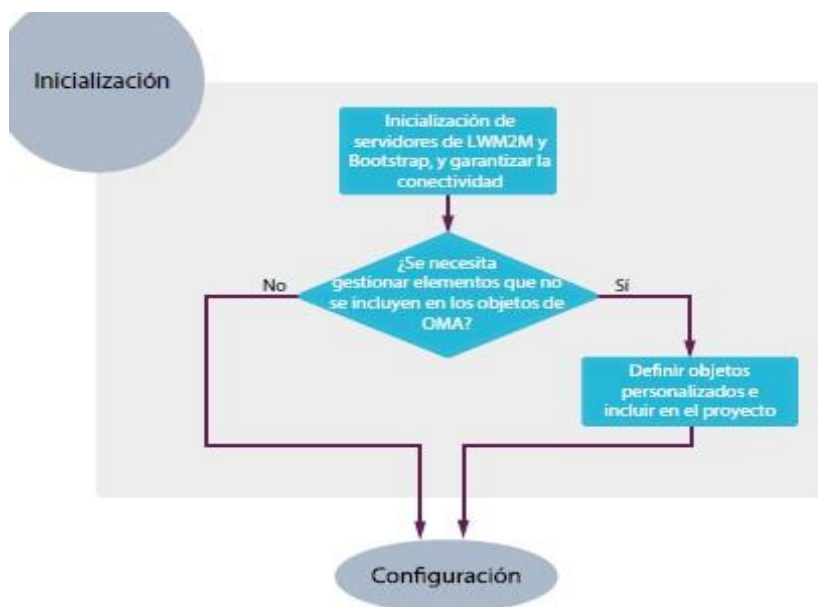 Inicialización
Inicialización de
servidores de LWM2M y
Bootstrap, y garantizar la
conectividad
¿Se necesita
gestionar elementos que no
se incluyen en los objetos de
OMA?
No
Sí
Definir objetos
personalizados e
incluir en el proyecto
Configuración